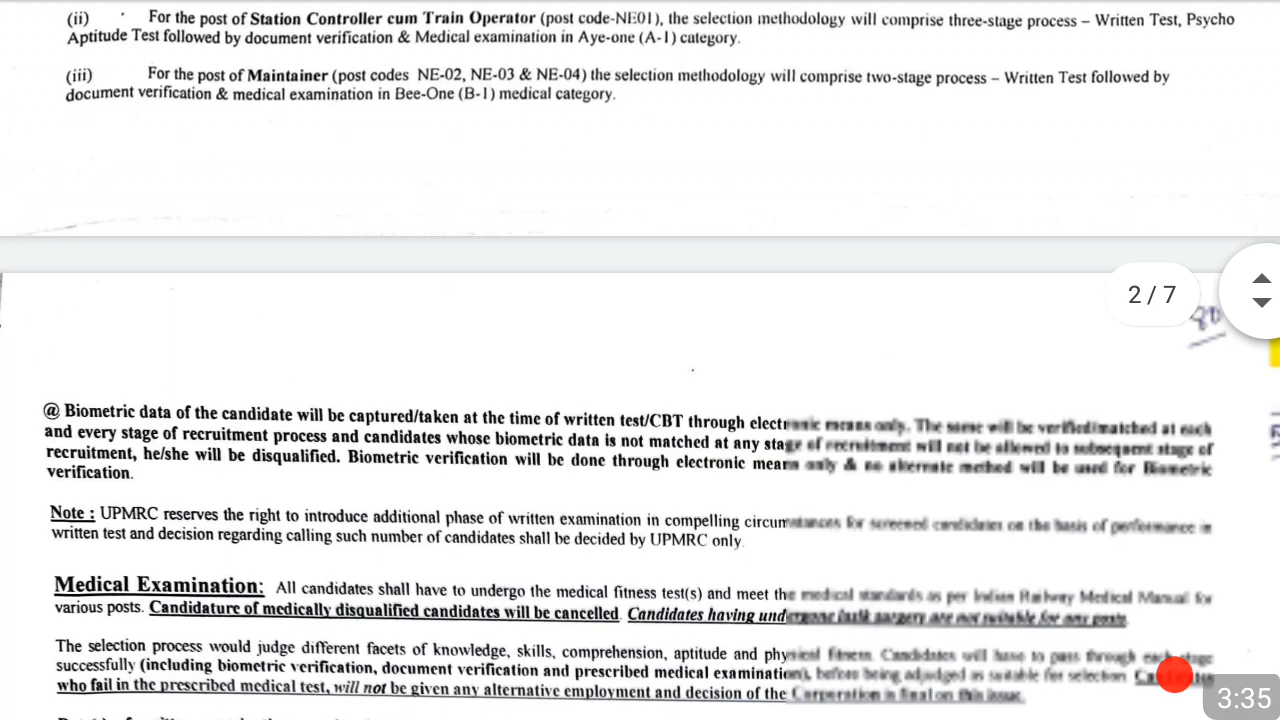 (ii) For the post of Station Controller cum Train Operator (post code-NE01), the selection methodology will comprise three-stage process – Written Test, Psycho
Aptitude Test followed by document verification & Medical examination in Aye-one (A-1) category.
(iii) For the post of Maintainer (post codes NE-02, NE-03 & NE-04) the selection methodology will comprise two-stage process – Written Test followed by
document verification & medical examination in Bee-One (B-1) medical category.
2 / 7
@ Biometric data of the candidate will be captured/taken at the time of written test/CBT through electronic means only. The same will be verified/matched at each
and every stage of recruitment process and candidates whose biometric data is not matched at any stage of recruitment will not be allowed to subsequent stage of
recruitment, he/she will be disqualified. Biometric verification will be done through electronic means only & no alternate method will be used for Biometric
verification.
Note : UPMRC reserves the right to introduce additional phase of written examination in compelling circumstances for screened candidates on the basis of performance in
written test and decision regarding calling such number of candidates shall be decided by UPMRC only.
Medical Examination: All candidates shall have to undergo the medical fitness test(s) and meet the medical standards as per Indian Railway Medical Manual for
various posts. Candidature of medically disqualified candidates will be cancelled. Candidates having undergone lasik surgery are not suitable for any posts.
The selection process would judge different facets of knowledge, skills, comprehension, aptitude and physical fitness. Candidates will have to pass through each stage
successfully (including biometric verification, document verification and prescribed medical examination), before being adjudged as suitable for selection.
who fail in the prescribed medical test, will not be given any alternative employment and decision of the Corporation is final on this issue.
3:35